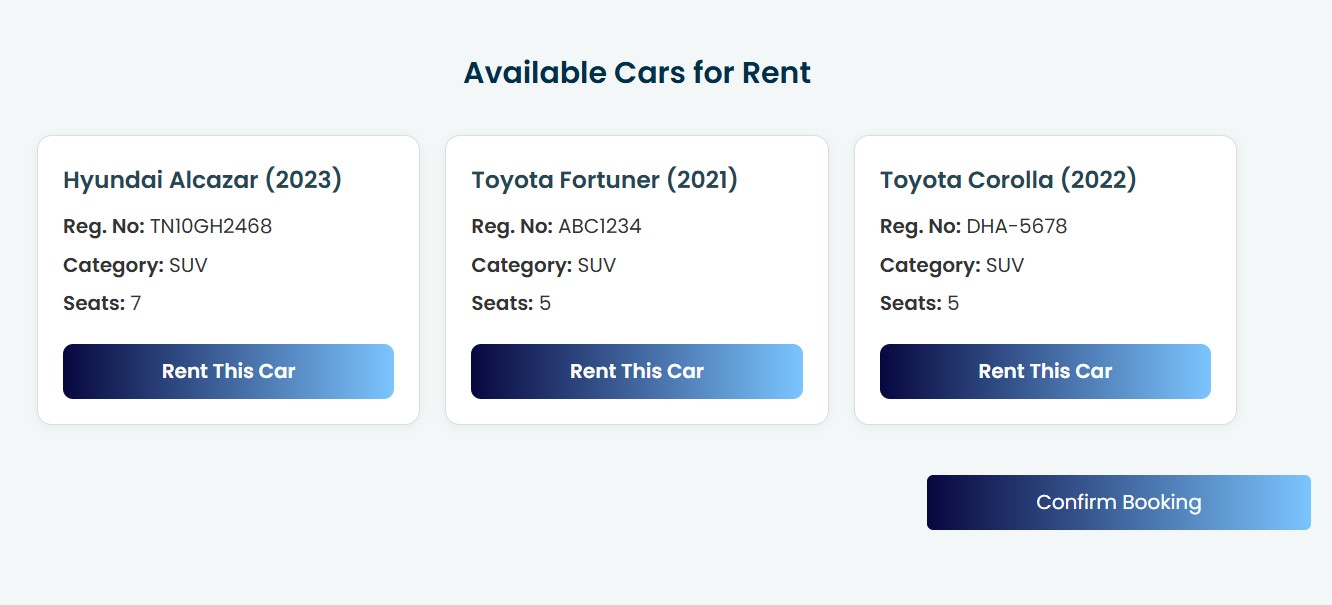 Available Cars for Rent
Hyundai Alcazar (2023)
Reg. No: TN10GH2468
Category: SUV
Seats: 7
Rent This Car
Toyota Fortuner (2021)
Reg. No: ABC1234
Category: SUV
Seats: 5
Rent This Car
Toyota Corolla (2022)
Reg. No: DHA-5678
Category: SUV
Seats: 5
Rent This Car
Confirm Booking